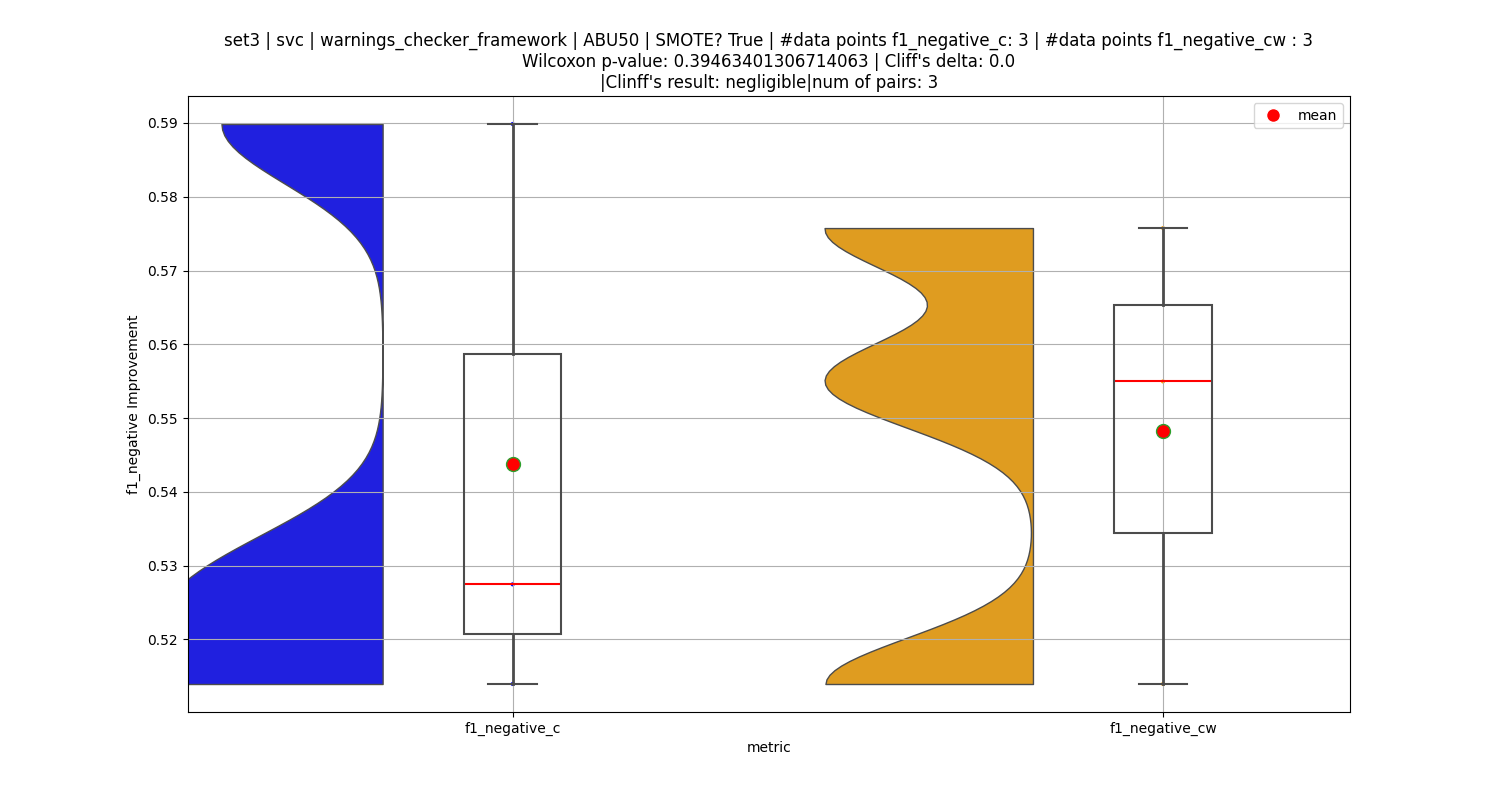 set3 | svc | warnings_checker_framework | ABU50 | SMOTE? True | #data points f1_negative_c: 3 | #data points f1_negative_cw : 3
Wilcoxon p-value: 0.39463401306714063 | Cliff's delta: 0.0
|Clinff's result: negligible|num of pairs: 3
mean
0.59
0.58
0.57
0.56
0.55
0.54
0.53
0.52
f1_negative Improvement
f1_negative_c
f1_negative_cw
metric